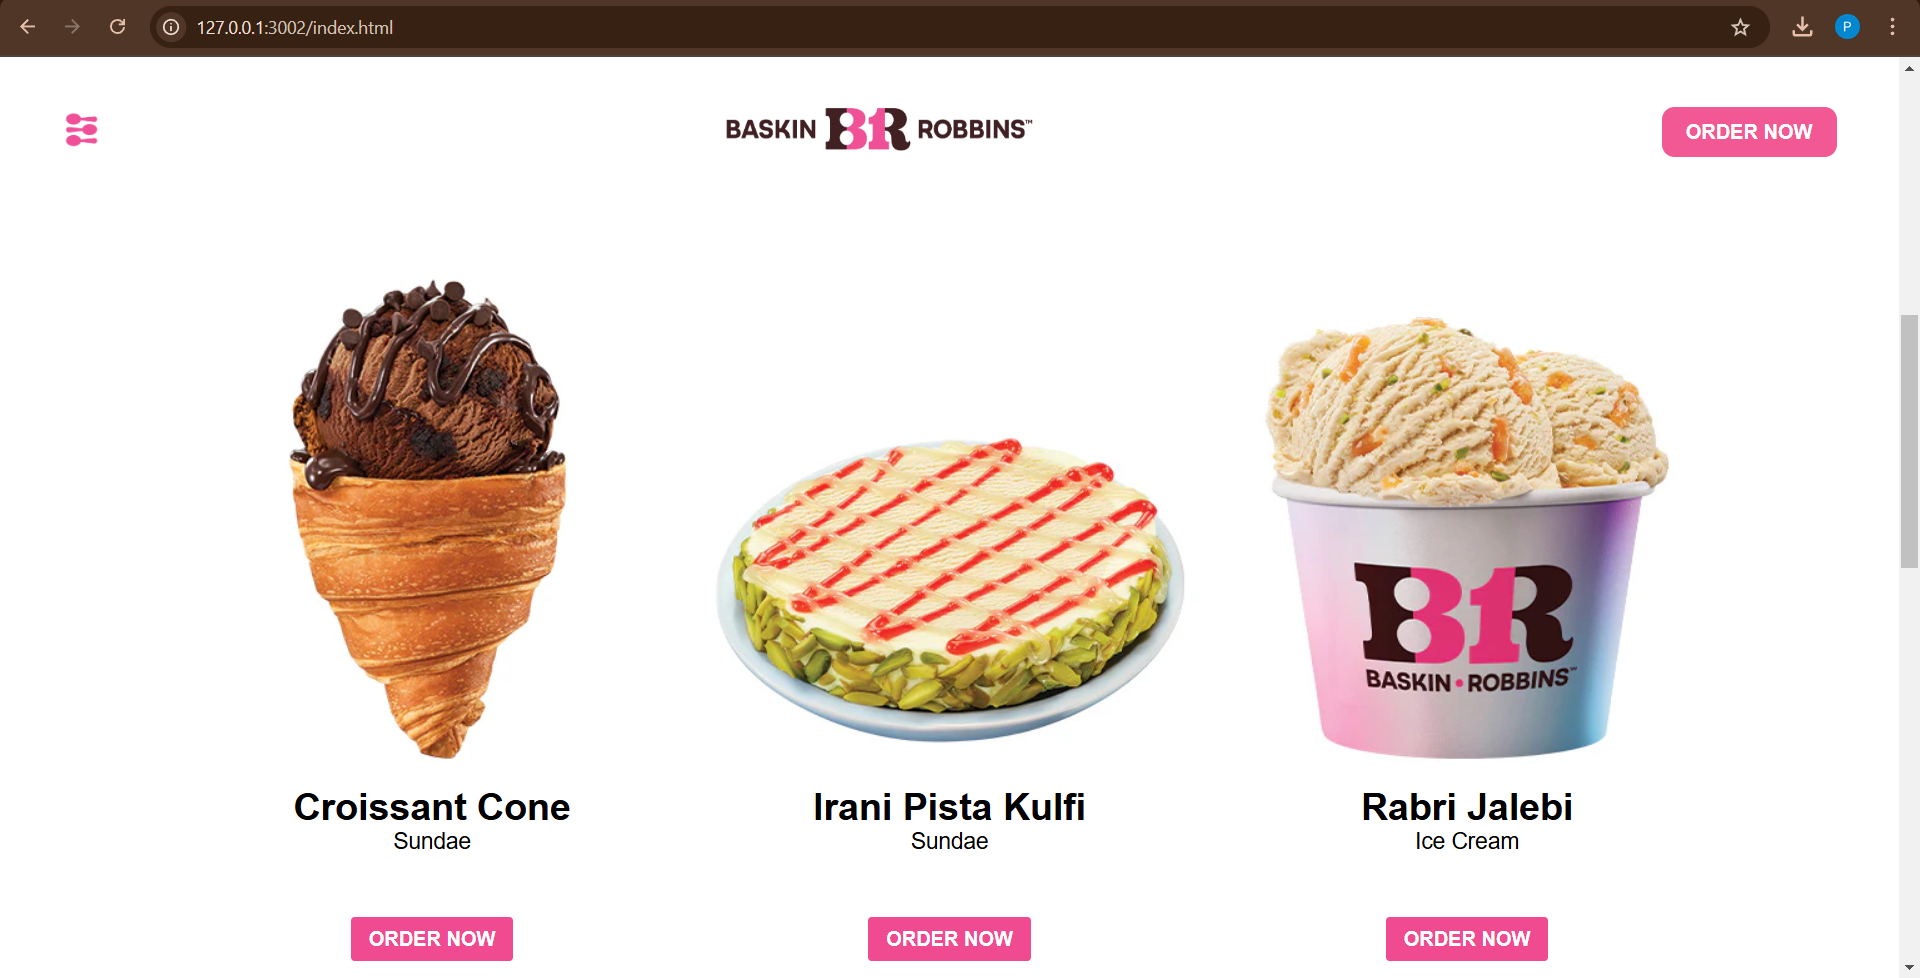 127.0.0.1:3002/index.html
P
BASKIN BR ROBBINS™
ORDER NOW
BR
BASKIN • ROBBINS™
Croissant Cone
Sundae
Irani Pista Kulfi
Sundae
Rabri Jalebi
Ice Cream
ORDER NOW
ORDER NOW
ORDER NOW